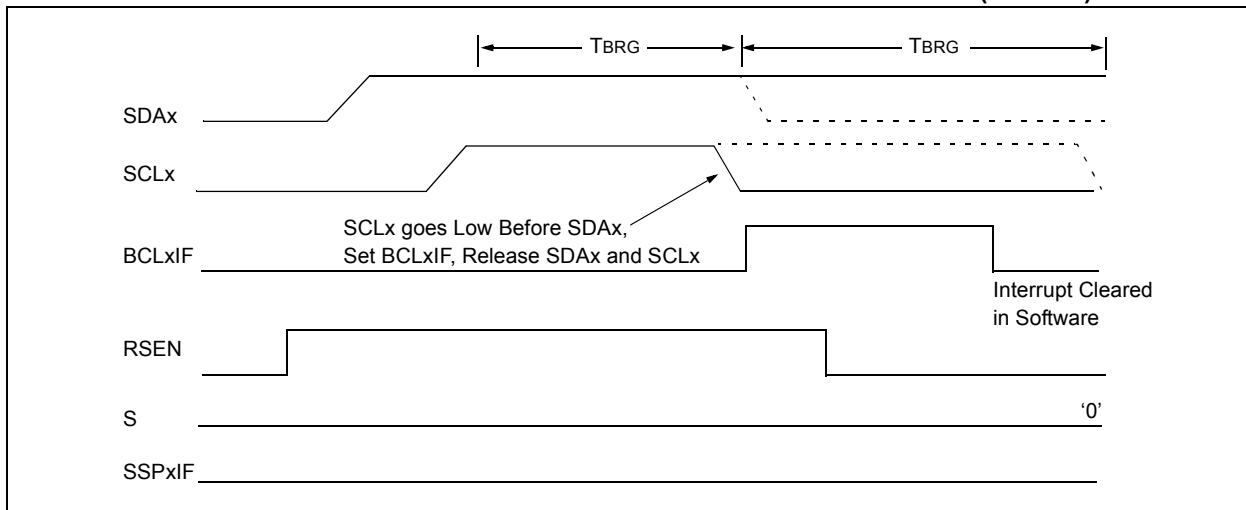 TBRG
TBRG
SDAx
SCLx
SCLx goes Low Before SDAx,
Set BCLxIF, Release SDAx and SCLx
BCLxIF
Interrupt Cleared
in Software
RSEN
S
‘0’
SSPxIF